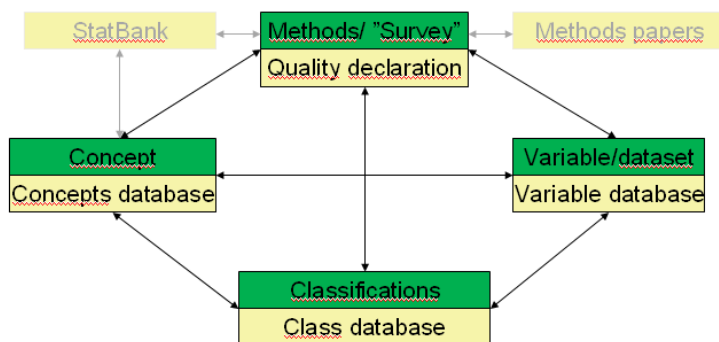 StatBank
Methods/ ”Survey”
Methods papers
Quality declaration
Concept
Variable/dataset
Concepts database
Variable database
Classifications
Class database